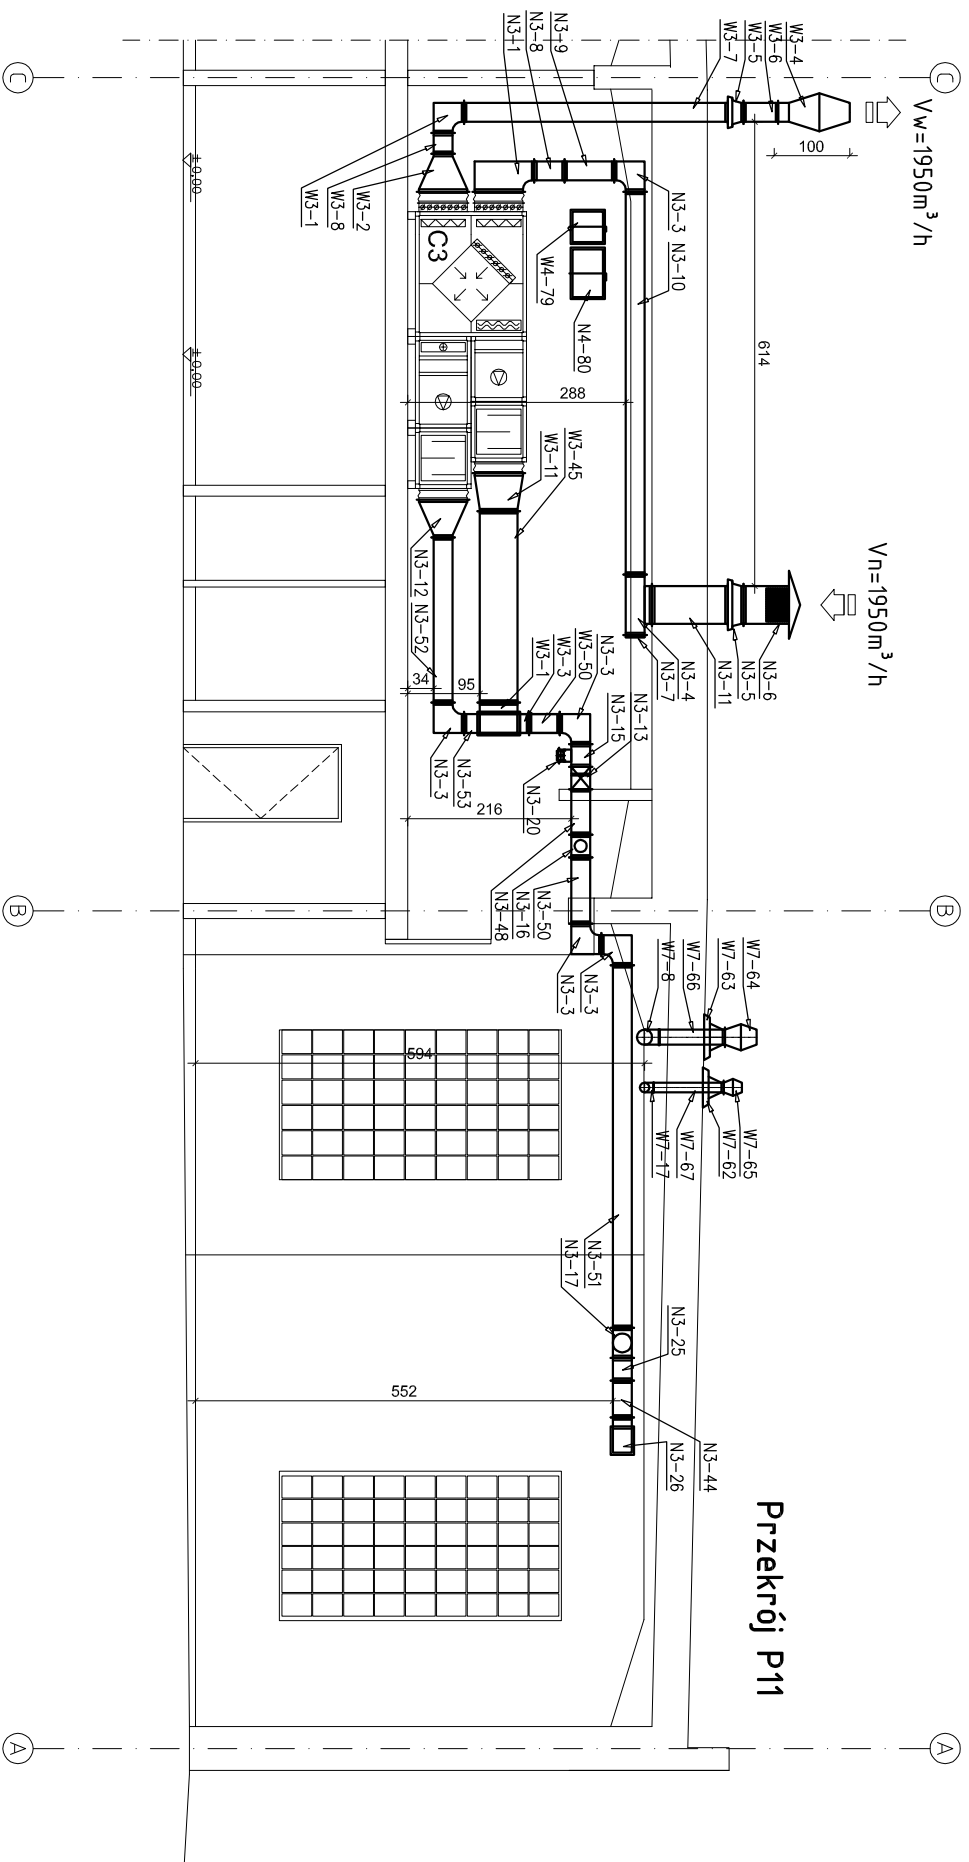 Przekrój P11
Vw=1950m³/h
Vn=1950m³/h
C
B
A
C
B
A
W3-4
W3-6
W3-5
W3-7
100
614
N3-9
N3-8
N3-1
N3-3
N3-10
W4-79
N4-80
288
W3-2
W3-8
W3-1
C3
W3-45
W3-11
N3-12
N3-52
34
95
N3-6
N3-5
N3-11
N3-4
N3-7
N3-3
W3-50
W3-3
W3-1
N3-13
N3-15
N3-53
N3-3
N3-20
216
N3-50
N3-16
N3-48
N3-3
N3-3
W7-64
W7-63
W7-66
W7-8
W7-65
W7-62
W7-67
W7-17
594
N3-51
N3-17
N3-25
N3-44
N3-26
552
±0,00
±0,00